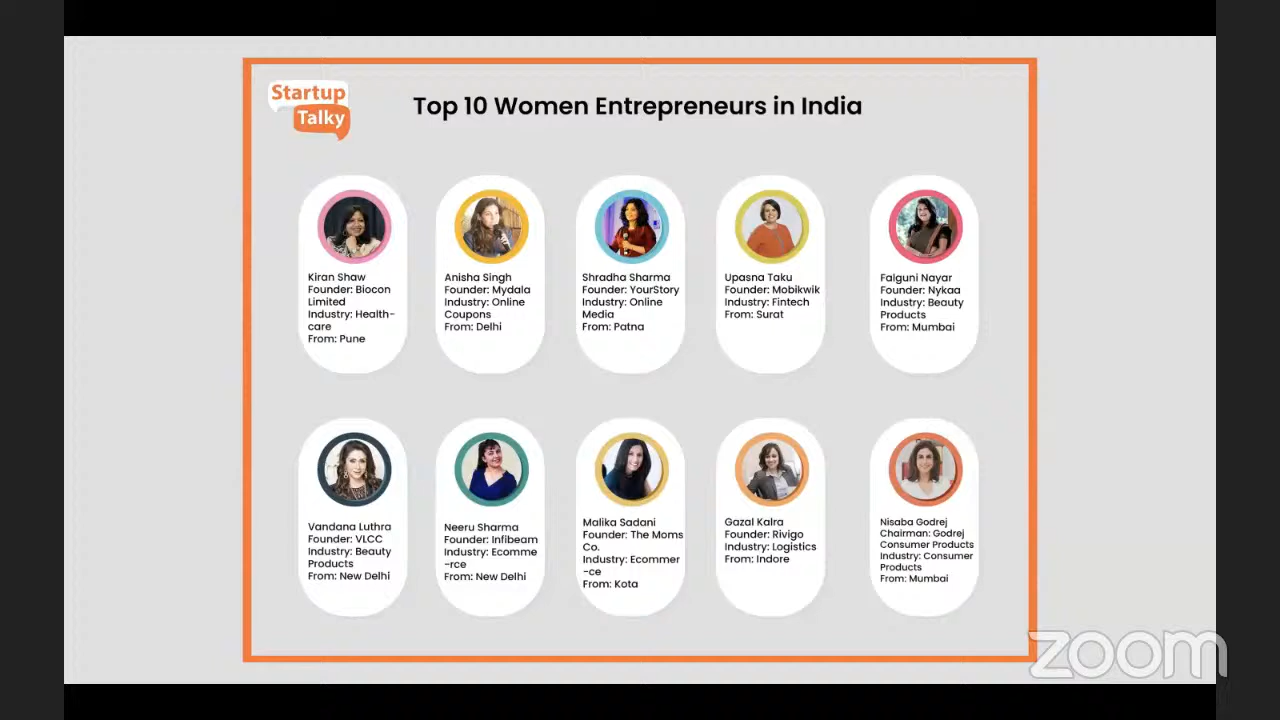 Startup
Talky
Top 10 Women Entrepreneurs in India
Kiran Shaw
Founder: Biocon
Limited
Industry: Health-
care
From: Pune
Anisha Singh
Founder: Mydala
Industry: Online
Coupons
From: Delhi
Shradha Sharma
Founder: YourStory
Industry: Online
Media
From: Patna
Upasna Taku
Founder: Mobikwik
Industry: Fintech
From: Surat
Falguni Nayar
Founder: Nykaa
Industry: Beauty
Products
From: Mumbai
Vandana Luthra
Founder: VLCC
Industry: Beauty
Products
From: New Delhi
Neeru Sharma
Founder: Infibeam
Industry: Ecomme
-rce
From: New Delhi
Malika Sadani
Founder: The Moms
Co.
Industry: Ecommer
-ce
From: Kota
Gazal Kalra
Founder: Rivigo
Industry: Logistics
From: Indore
Nisaba Godrej
Chairman: Godrej
Consumer Products
Industry: Consumer
Products
From: Mumbai
zoom